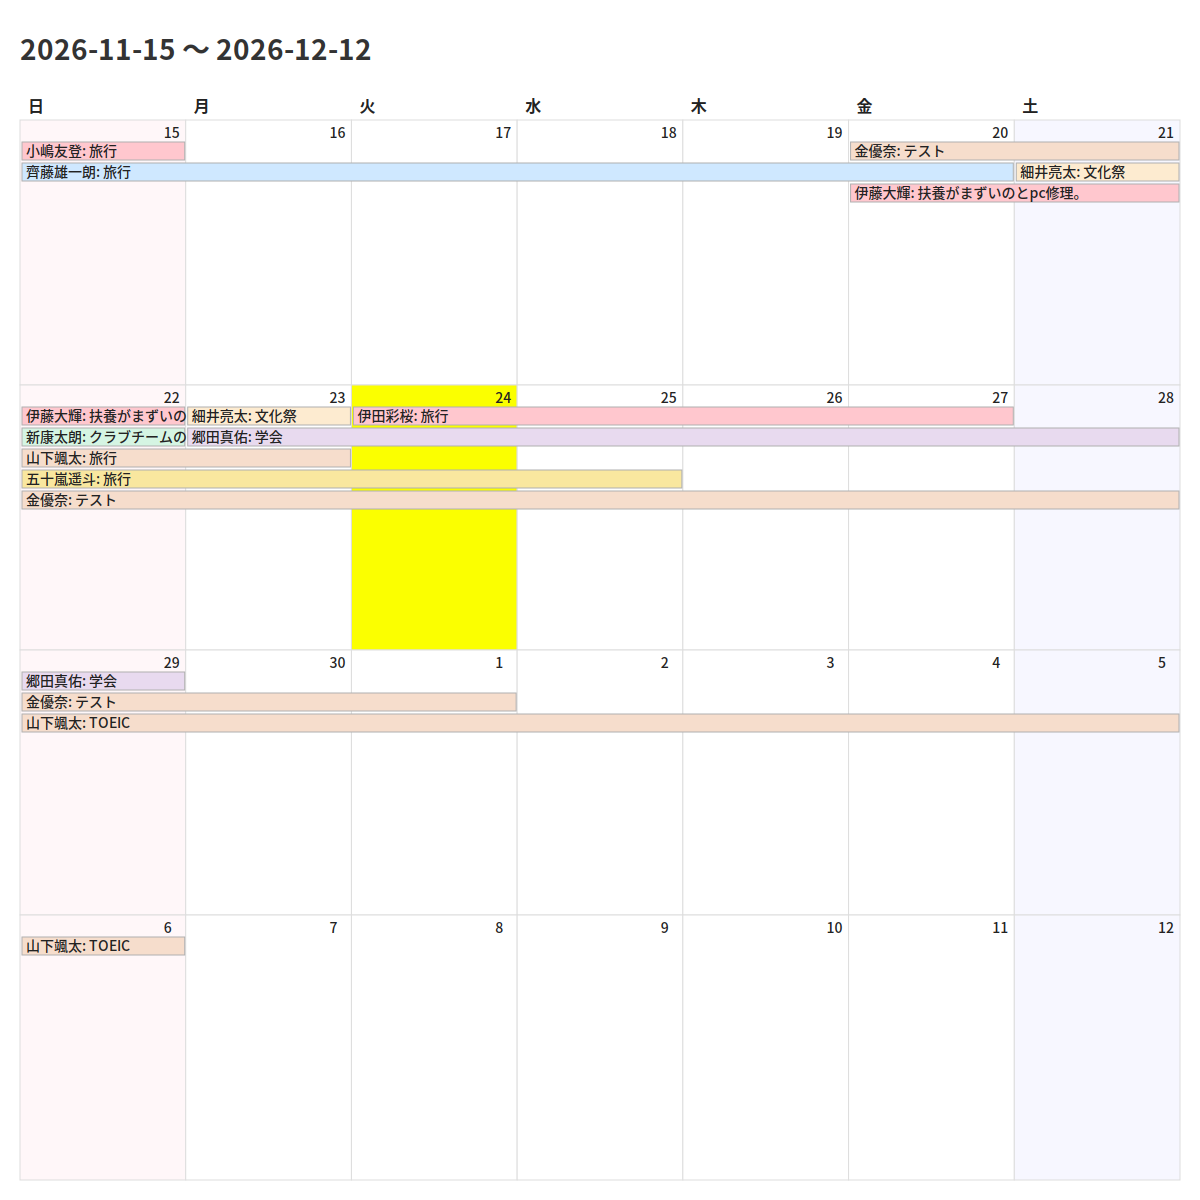 2026-11-15 〜 2026-12-12
日 月 火 水 木 金 土
15 16 17 18 19 20 21
小嶋友登: 旅行 金優奈: テスト
齊藤雄一朗: 旅行 細井亮太: 文化祭
伊藤大輝: 扶養がまずいのとpc修理。
22 23 24 25 26 27 28
伊藤大輝: 扶養がまずいの 細井亮太: 文化祭 伊田彩桜: 旅行
新康太朗: クラブチームの 郷田真佑: 学会
山下颯太: 旅行
五十嵐遥斗: 旅行
金優奈: テスト
29 30 1 2 3 4 5
郷田真佑: 学会
金優奈: テスト
山下颯太: TOEIC
6 7 8 9 10 11 12
山下颯太: TOEIC